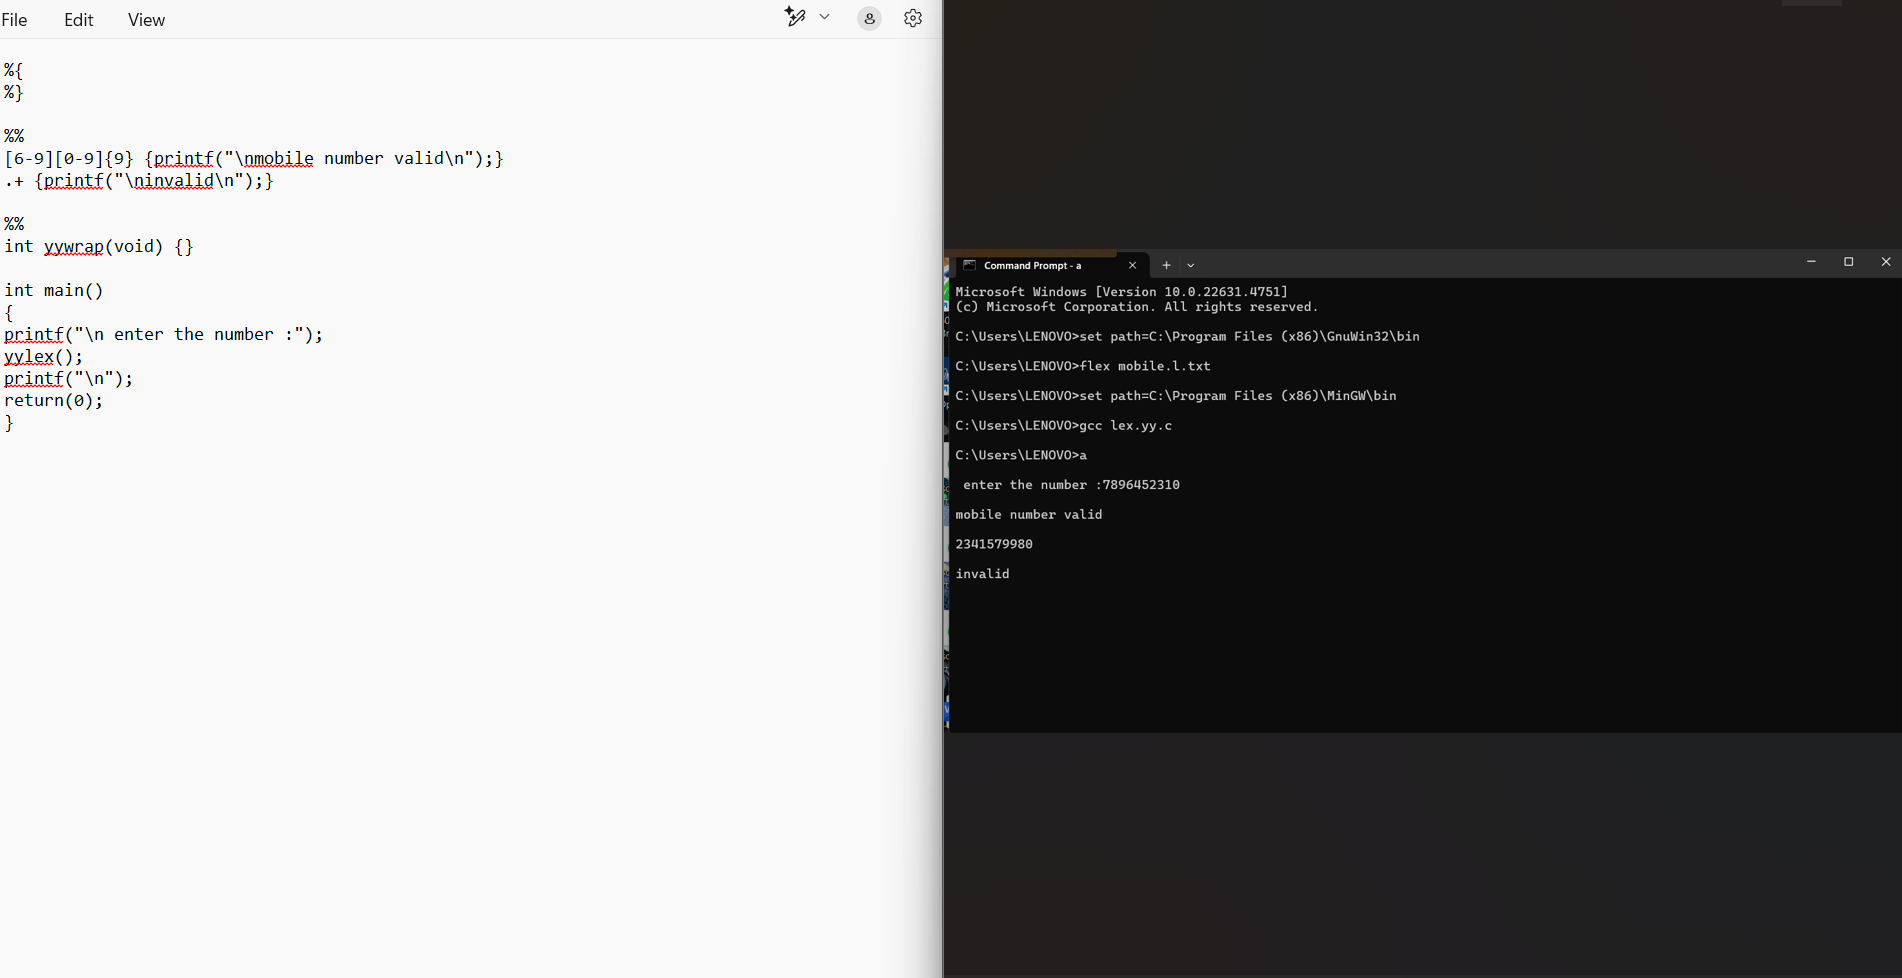 File Edit View
%{
%}
%%
[6-9][0-9]{9} {printf("\nmobile number valid\n");}
.+ {printf("\ninvalid\n");}
%%
int yywrap(void) {}
int main()
{
printf("\n enter the number :");
yylex();
printf("\n");
return(0);
}
Command Prompt - a
Microsoft Windows [Version 10.0.22631.4751]
(c) Microsoft Corporation. All rights reserved.
C:\Users\LENOVO>set path=C:\Program Files (x86)\GnuWin32\bin
C:\Users\LENOVO>flex mobile.l.txt
C:\Users\LENOVO>set path=C:\Program Files (x86)\MinGW\bin
C:\Users\LENOVO>gcc lex.yy.c
C:\Users\LENOVO>a
enter the number :7896452310
mobile number valid
2341579980
invalid